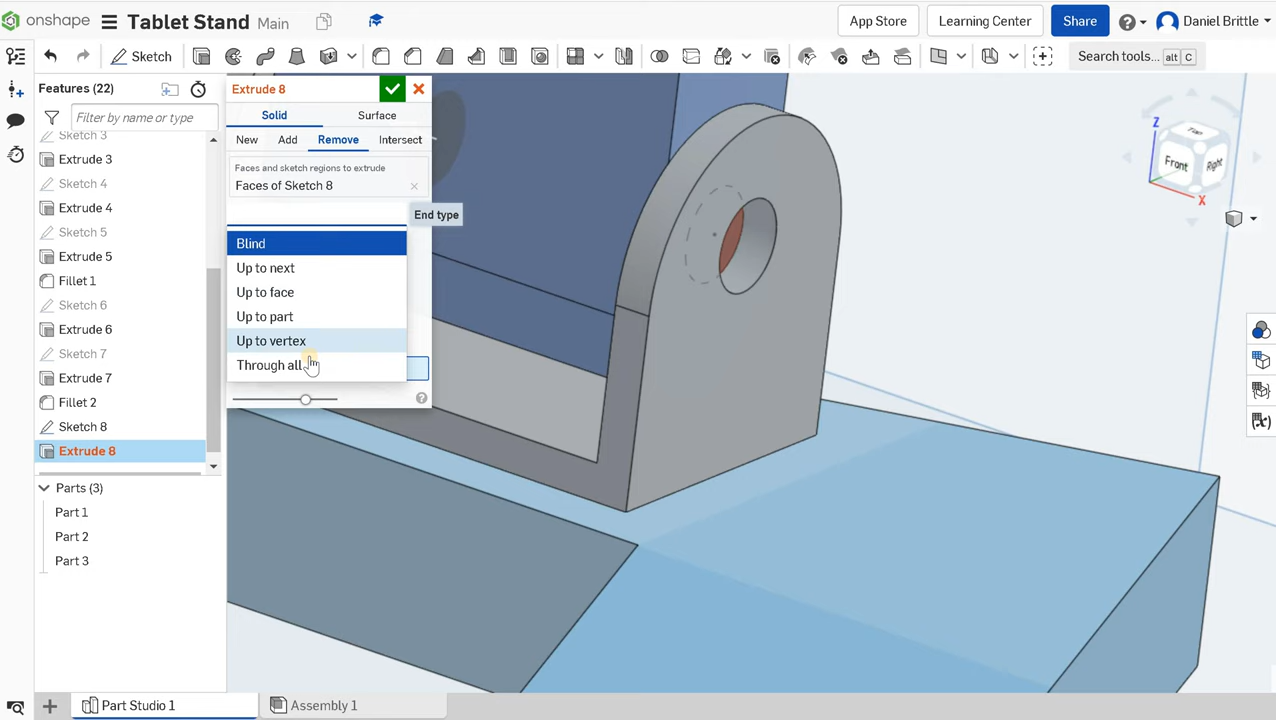 onshape Tablet Stand Main App Store Learning Center Share Daniel Brittle
Sketch Search tools... alt C
Features (22)
Filter by name or type
Sketch 3
Extrude 3
Sketch 4
Extrude 4
Sketch 5
Extrude 5
Fillet 1
Sketch 6
Extrude 6
Sketch 7
Extrude 7
Fillet 2
Sketch 8
Extrude 8
Parts (3)
Part 1
Part 2
Part 3
Extrude 8
Solid Surface
New Add Remove Intersect
Faces and sketch regions to extrude
Faces of Sketch 8
End type
Blind
Up to next
Up to face
Up to part
Up to vertex
Through all
Z
Top
Front Right
X
Part Studio 1 Assembly 1